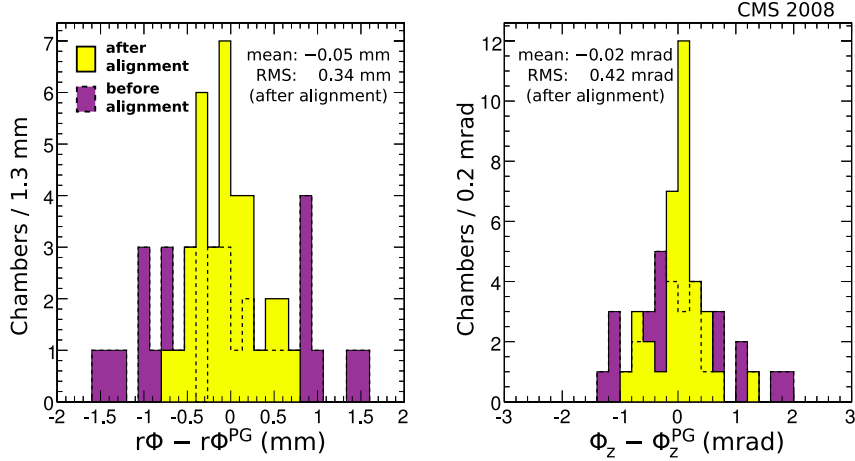 CMS 2008
Chambers / 1.3 mm
7
6
5
4
3
2
1
0
after
alignment
before
alignment
mean: −0.05 mm
RMS: 0.34 mm
(after alignment)
-2 -1.5 -1 -0.5 0 0.5 1 1.5 2
rΦ − rΦ^PG (mm)
Chambers / 0.2 mrad
12
10
8
6
4
2
0
mean: −0.02 mrad
RMS: 0.42 mrad
(after alignment)
-3 -2 -1 0 1 2 3
Φ_z − Φ_z^PG (mrad)